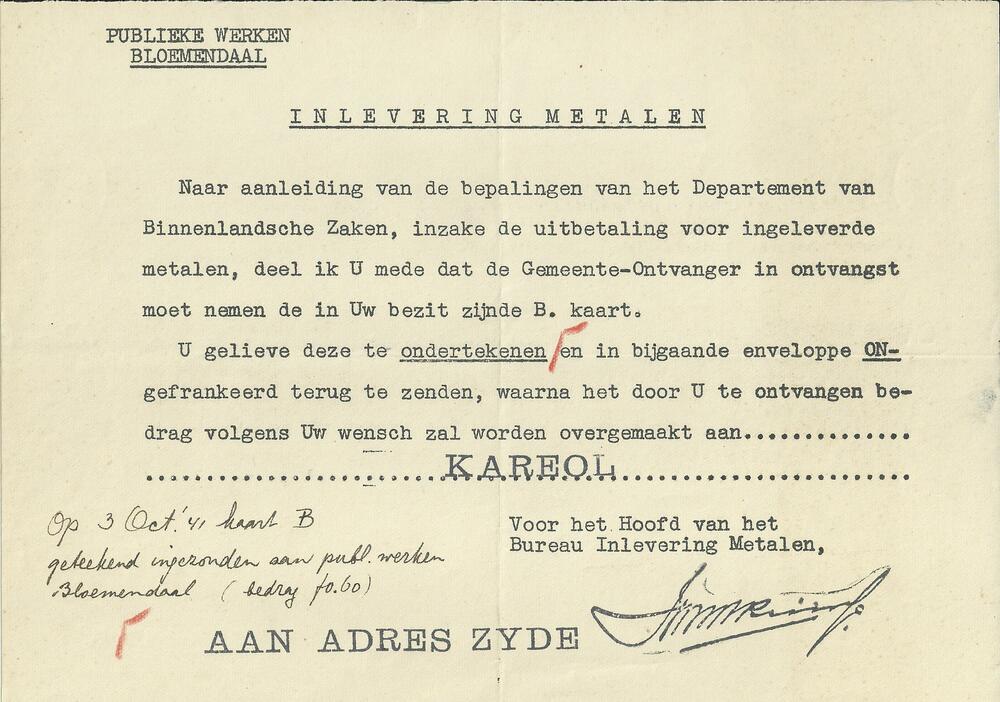 PUBLIEKE WERKEN
BLOEMENDAAL
INLEVERING METALEN
Naar aanleiding van de bepalingen van het Departement van
Binnenlandsche Zaken, inzake de uitbetaling voor ingeleverde
metalen, deel ik U mede dat de Gemeente-Ontvanger in ontvangst
moet nemen de in Uw bezit zijnde B. kaart.
U gelieve deze te ondertekenen en in bijgaande enveloppe ON-
gefrankeerd terug te zenden, waarna het door U te ontvangen be-
drag volgens Uw wensch zal worden overgemaakt aan...............
KAREOL
Op 3 Oct. '41 kaart B
geteekend ingezonden aan publ. werken
Bloemendaal (bedrag f0.60)
Voor het Hoofd van het
Bureau Inlevering Metalen,
AAN ADRES ZYDE